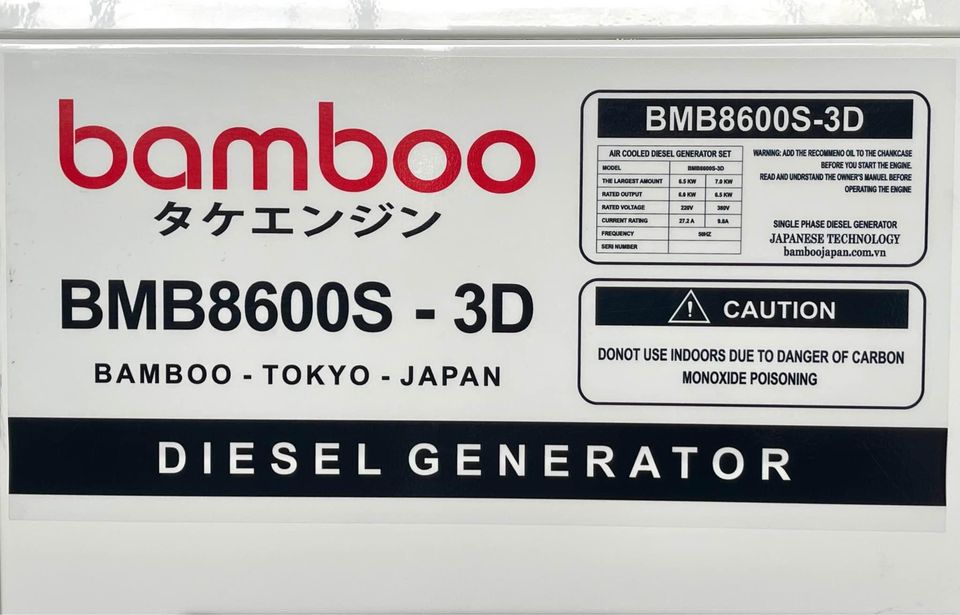 bamboo
タケエンジン
BMB8600S - 3D
BAMBOO - TOKYO - JAPAN
DIESEL GENERATOR
BMB8600S-3D
AIR COOLED DIESEL GENERATOR SET
MODEL BMB8600S-3D
THE LARGEST AMOUNT 6.5 KW 7.0 KW
RATED OUTPUT 6.0 KW 6.5 KW
RATED VOLTAGE 220V 380V
CURRENT RATING 27.2 A 9.8A
FREQUENCY 50HZ
SERI NUMBER
WARNING: ADD THE RECOMMENO OIL TO THE CHANKCASE
BEFORE YOU START THE ENGINE.
READ AND UNDRSTAND THE OWNER'S MANUEL BEFORE
OPERATING THE ENGINE
SINGLE PHASE DIESEL GENERATOR
JAPANESE TECHNOLOGY
bamboojapan.com.vn
CAUTION
DONOT USE INDOORS DUE TO DANGER OF CARBON
MONOXIDE POISONING